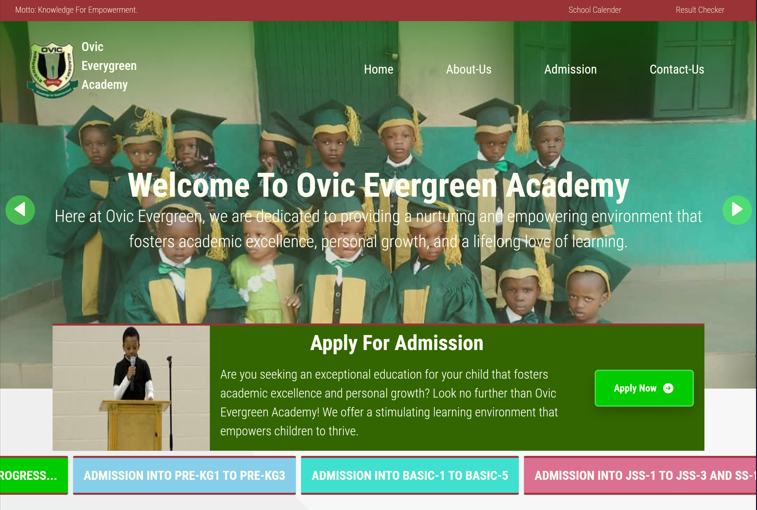 Motto: Knowledge For Empowerment.
School Calender
Result Checker
OVIC
Ovic
Everygreen
Academy
Home
About-Us
Admission
Contact-Us
Welcome To Ovic Evergreen Academy
Here at Ovic Evergreen, we are dedicated to providing a nurturing and empowering environment that
fosters academic excellence, personal growth, and a lifelong love of learning.
Apply For Admission
Are you seeking an exceptional education for your child that fosters
academic excellence and personal growth? Look no further than Ovic
Evergreen Academy! We offer a stimulating learning environment that
empowers children to thrive.
Apply Now
ROGRESS...
ADMISSION INTO PRE-KG1 TO PRE-KG3
ADMISSION INTO BASIC-1 TO BASIC-5
ADMISSION INTO JSS-1 TO JSS-3 AND SS-1